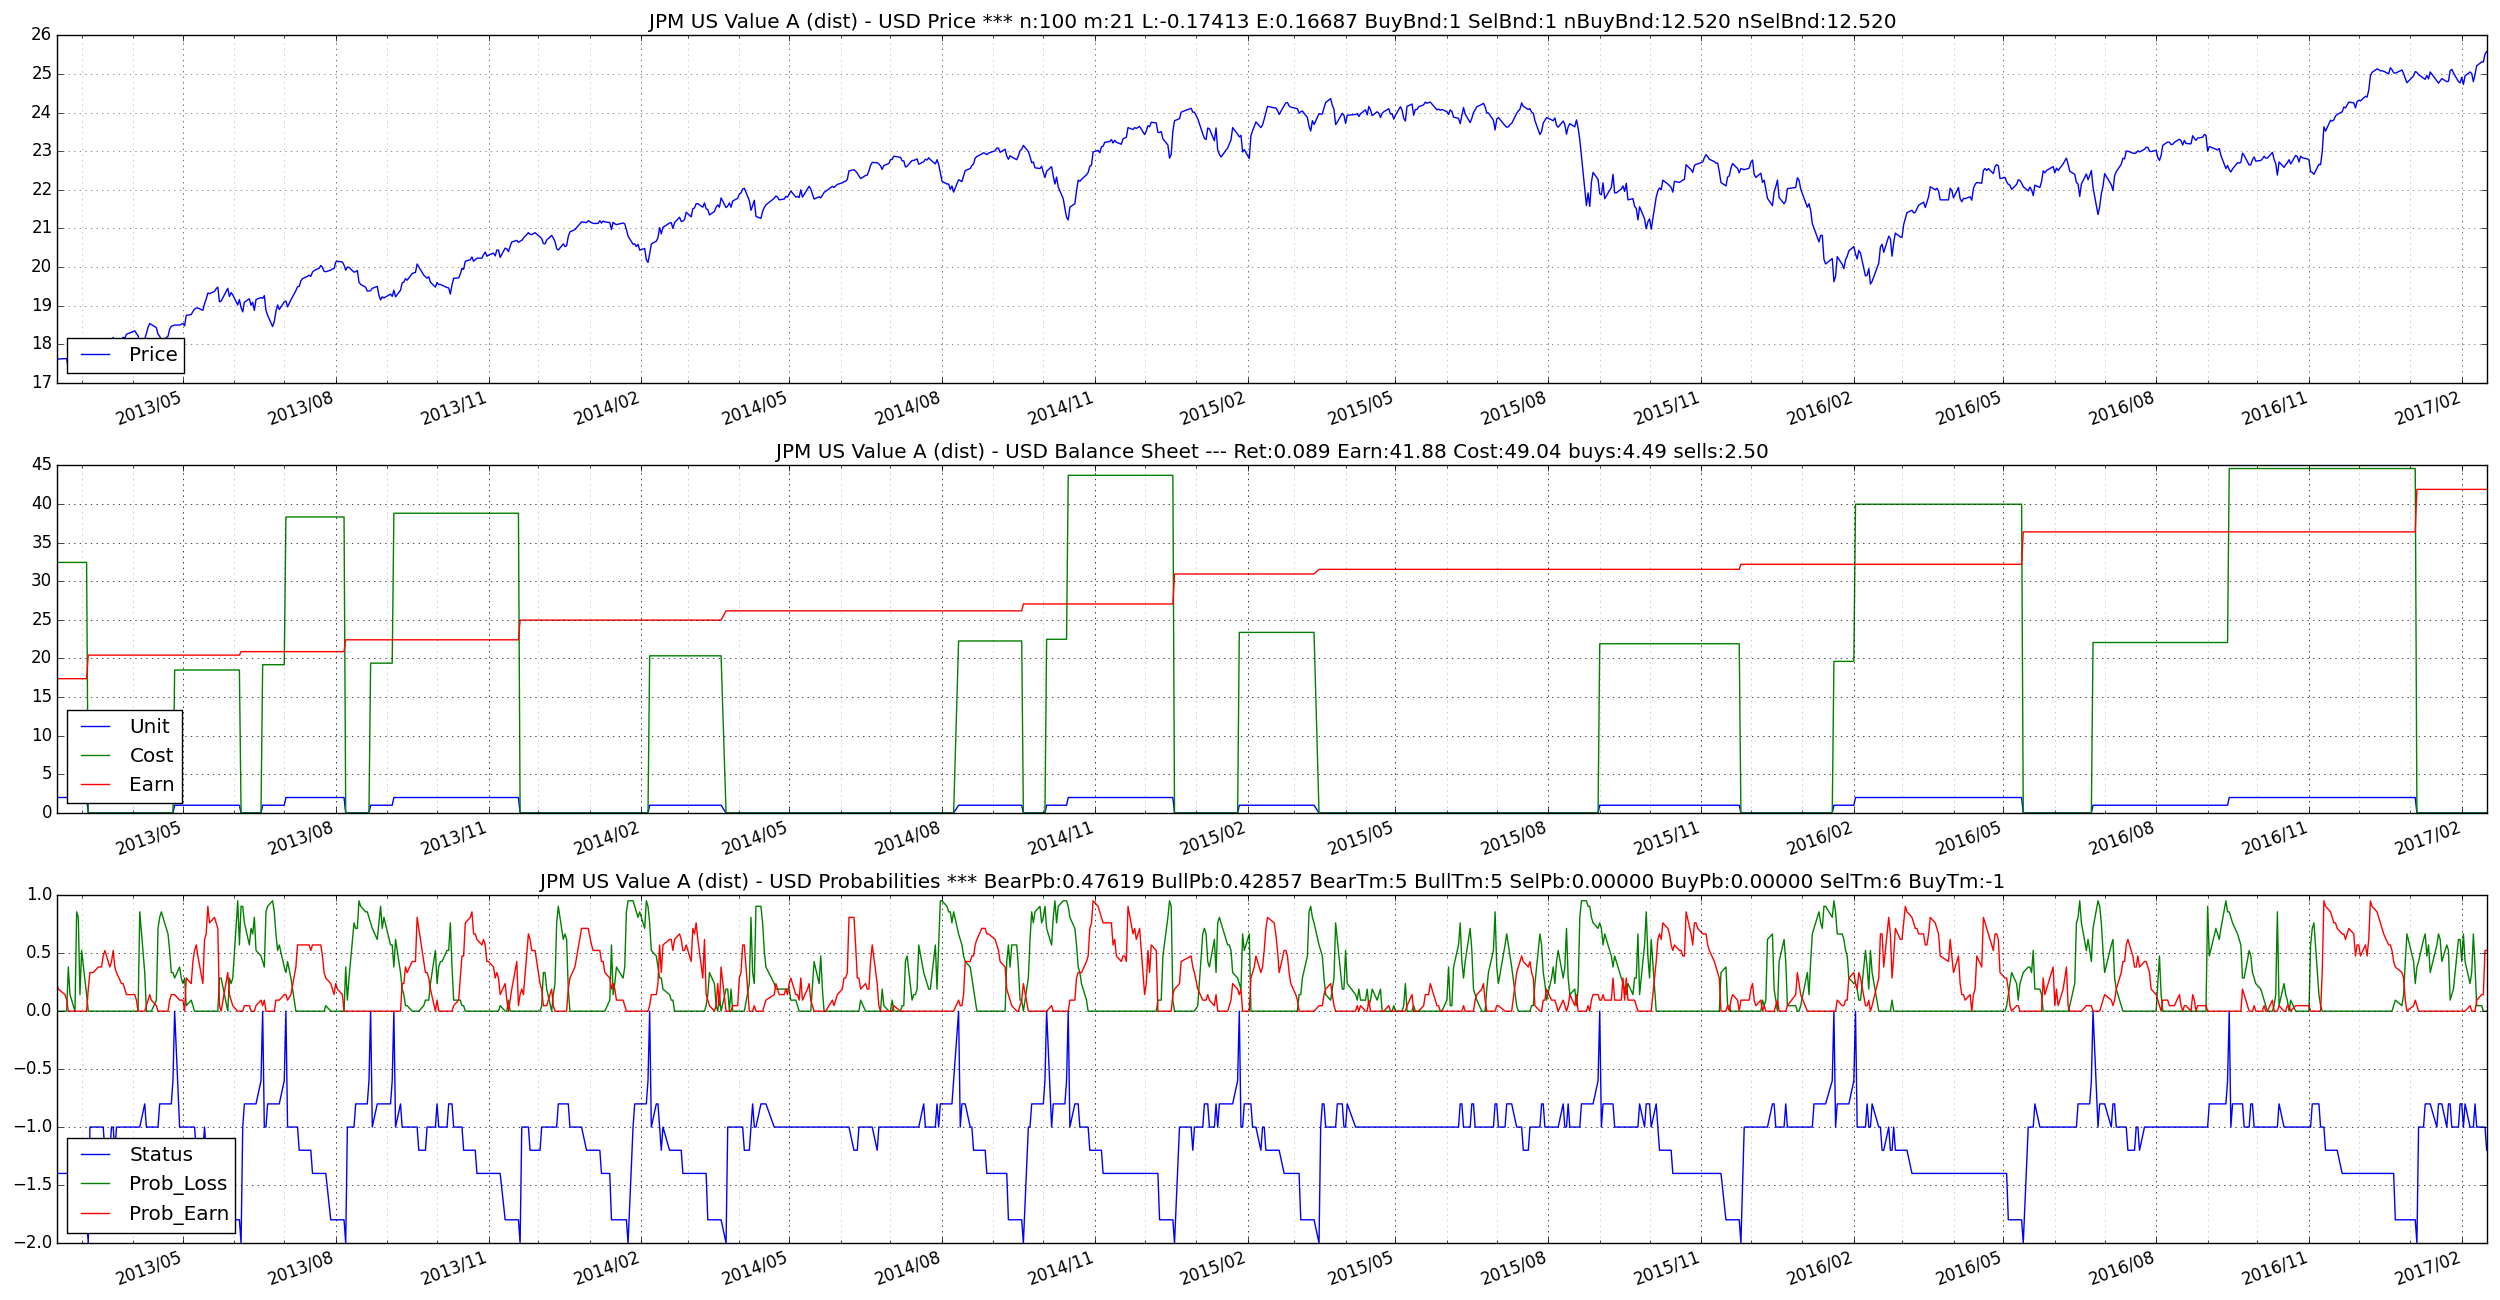 JPM US Value A (dist) - USD Price *** n:100 m:21 L:-0.17413 E:0.16687 BuyBnd:1 SelBnd:1 nBuyBnd:12.520 nSelBnd:12.520
26
25
24
23
22
21
20
19
18
17
Price
2013/05 2013/08 2013/11 2014/02 2014/05 2014/08 2014/11 2015/02 2015/05 2015/08 2015/11 2016/02 2016/05 2016/08 2016/11 2017/02
JPM US Value A (dist) - USD Balance Sheet --- Ret:0.089 Earn:41.88 Cost:49.04 buys:4.49 sells:2.50
45
40
35
30
25
20
15
10
5
0
Unit
Cost
Earn
2013/05 2013/08 2013/11 2014/02 2014/05 2014/08 2014/11 2015/02 2015/05 2015/08 2015/11 2016/02 2016/05 2016/08 2016/11 2017/02
JPM US Value A (dist) - USD Probabilities *** BearPb:0.47619 BullPb:0.42857 BearTm:5 BullTm:5 SelPb:0.00000 BuyPb:0.00000 SelTm:6 BuyTm:-1
1.0
0.5
0.0
−0.5
−1.0
−1.5
−2.0
Status
Prob_Loss
Prob_Earn
2013/05 2013/08 2013/11 2014/02 2014/05 2014/08 2014/11 2015/02 2015/05 2015/08 2015/11 2016/02 2016/05 2016/08 2016/11 2017/02